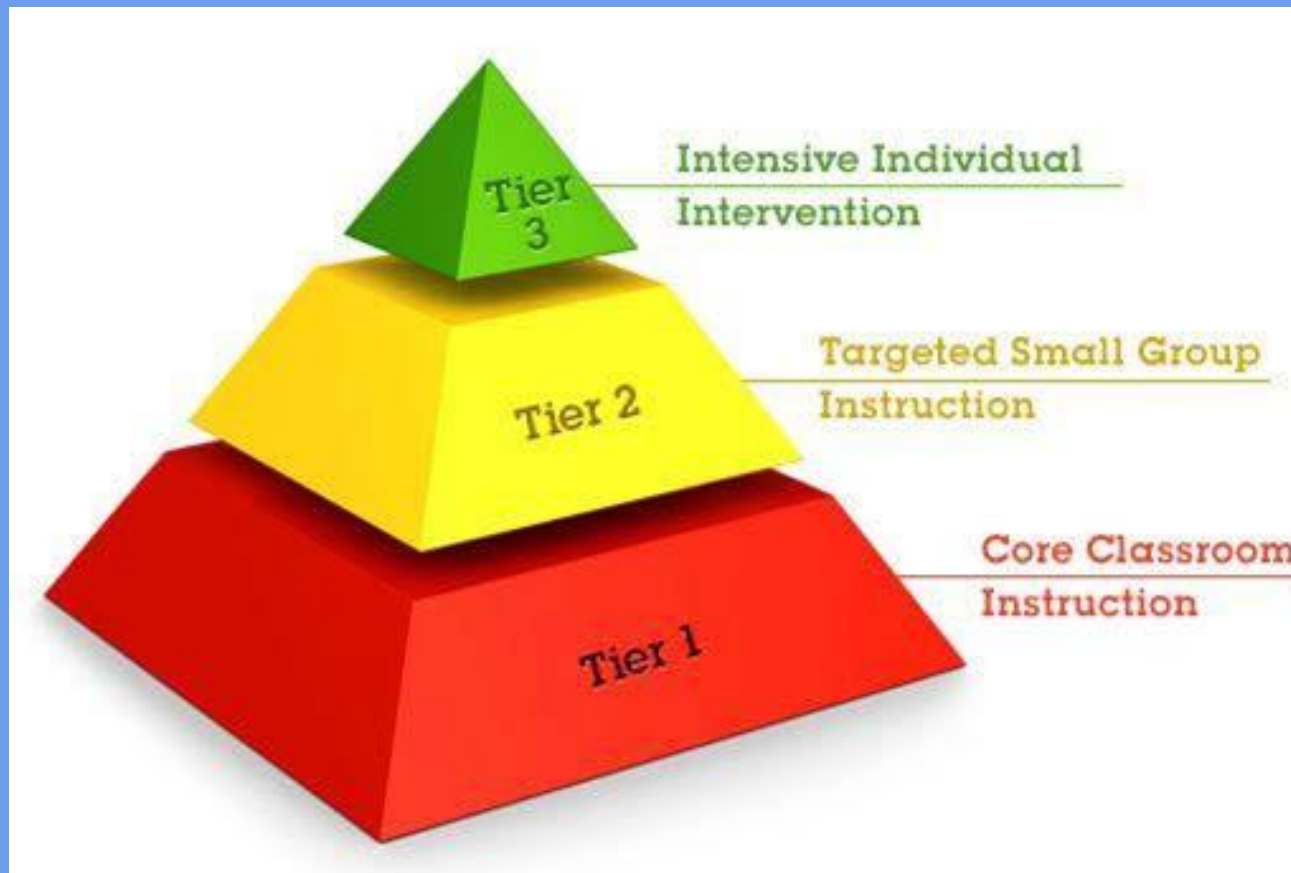 Tier
3
Intensive Individual
Intervention
Tier 2
Targeted Small Group
Instruction
Tier 1
Core Classroom
Instruction